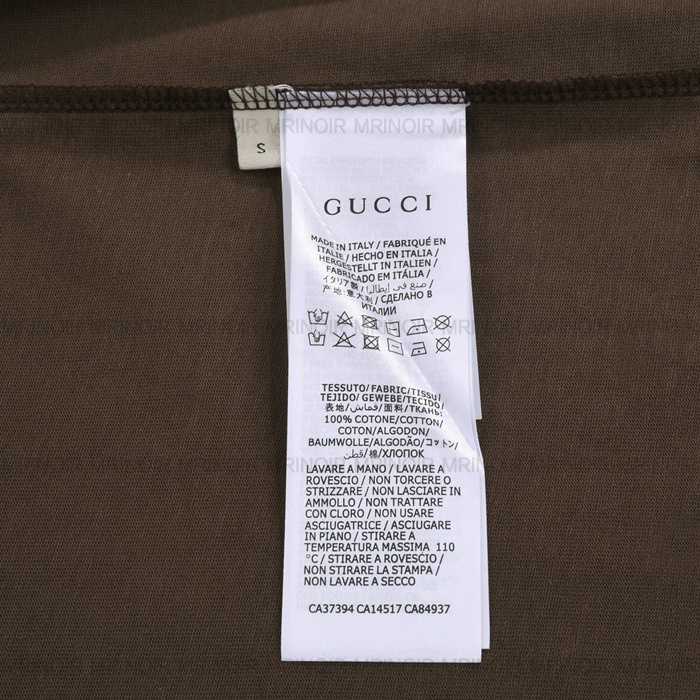 MRINOIR MRINOIR MRINOIR
S
GUCCI
MADE IN ITALY / FABRIQUÉ EN
ITALIE / HECHO EN ITALIA /
HERGESTELLT IN ITALIEN /
FABRICADO EM ITÁLIA /
イタリア製 / صنع في إيطاليا /
产地:意大利 / СДЕЛАНО В
ИТАЛИИ
TESSUTO/FABRIC/TISSU/
TEJIDO/ GEWEBE/TECIDO/
表地/قماش/面料/ТКАНЬ
100% COTONE/COTTON/
COTON/ALGODON/
BAUMWOLLE/ALGODÃO/コットン/
قطن/棉/ХЛОПОК
LAVARE A MANO / LAVARE A
ROVESCIO / NON TORCERE O
STRIZZARE / NON LASCIARE IN
AMMOLLO / NON TRATTARE
CON CLORO / NON USARE
ASCIUGATRICE / ASCIUGARE
IN PIANO / STIRARE A
TEMPERATURA MASSIMA 110
°C / STIRARE A ROVESCIO /
NON STIRARE LA STAMPA /
NON LAVARE A SECCO
CA37394 CA14517 CA84937